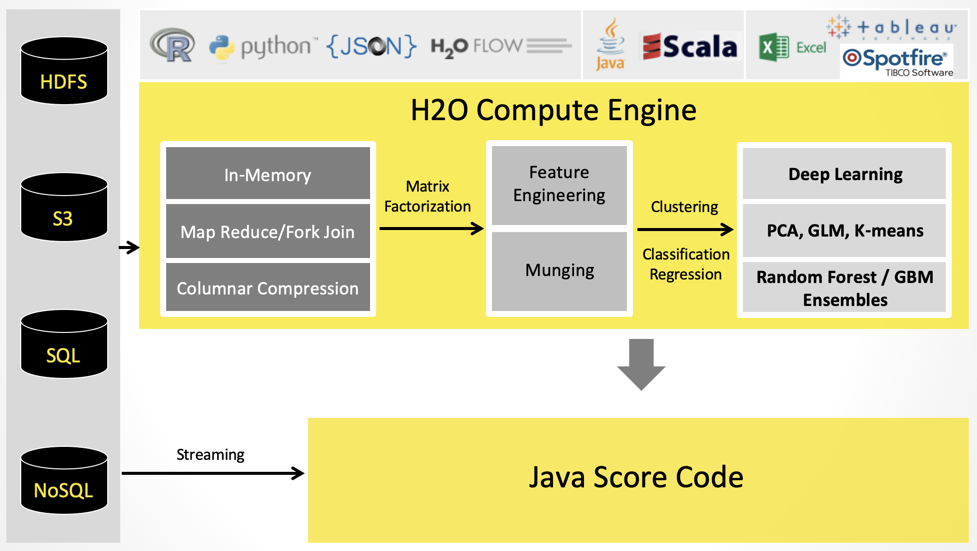 HDFS
S3
SQL
NoSQL
R
python™
{JSON}
H2O FLOW
Java
Scala
Excel
+ableau
SOFTWARE
Spotfire®
TIBCO Software
H2O Compute Engine
In-Memory
Map Reduce/Fork Join
Columnar Compression
Matrix
Factorization
Feature
Engineering
Munging
Clustering
Classification
Regression
Deep Learning
PCA, GLM, K-means
Random Forest / GBM
Ensembles
Streaming
Java Score Code